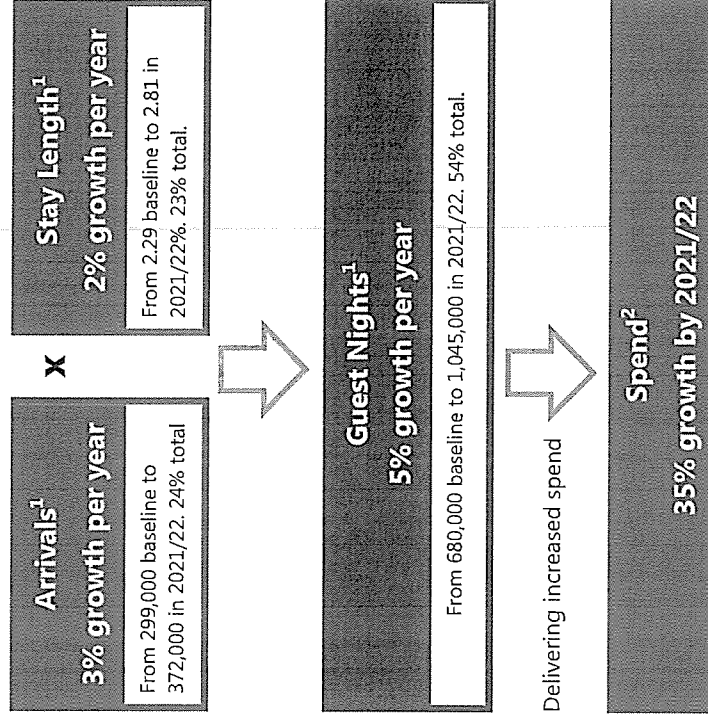 Arrivals¹
3% growth per year
From 299,000 baseline to
372,000 in 2021/22. 24% total
X
Stay Length¹
2% growth per year
From 2.29 baseline to 2.81 in
2021/22%. 23% total.
Guest Nights¹
5% growth per year
From 680,000 baseline to 1,045,000 in 2021/22. 54% total.
Delivering increased spend
Spend²
35% growth by 2021/22